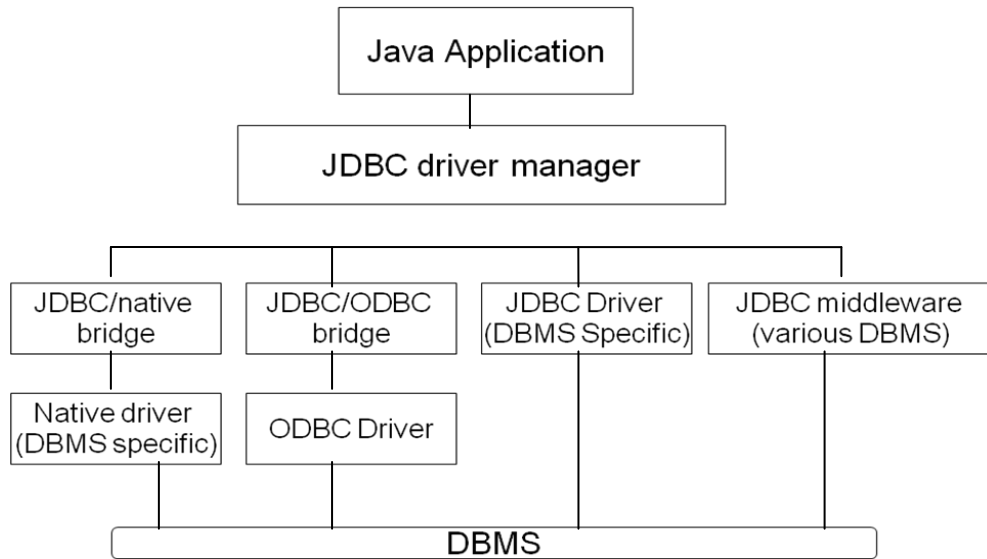 Java Application
JDBC driver manager
JDBC/native
bridge
JDBC/ODBC
bridge
JDBC Driver
(DBMS Specific)
JDBC middleware
(various DBMS)
Native driver
(DBMS specific)
ODBC Driver
DBMS